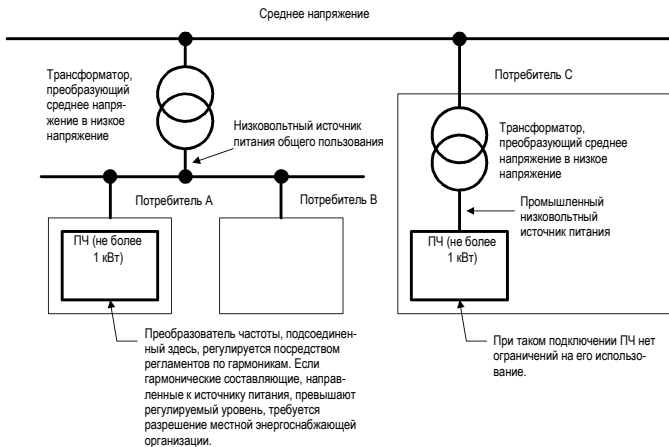 Среднее напряжение
Трансформатор,
преобразующий
среднее напря-
жение в низкое
напряжение
Низковольтный источник
питания общего пользования
Потребитель A
Потребитель B
ПЧ (не более
1 кВт)
Преобразователь частоты, подсоединен-
ный здесь, регулируется посредством
регламентов по гармоникам. Если
гармонические составляющие, направ-
ленные к источнику питания, превышают
регулируемый уровень, требуется
разрешение местной энергоснабжающей
организации.
Потребитель C
Трансформатор,
преобразующий среднее
напряжение в низкое
напряжение
Промышленный
низковольтный
источник питания
ПЧ (не более
1 кВт)
При таком подключении ПЧ нет
ограничений на его использо-
вание.